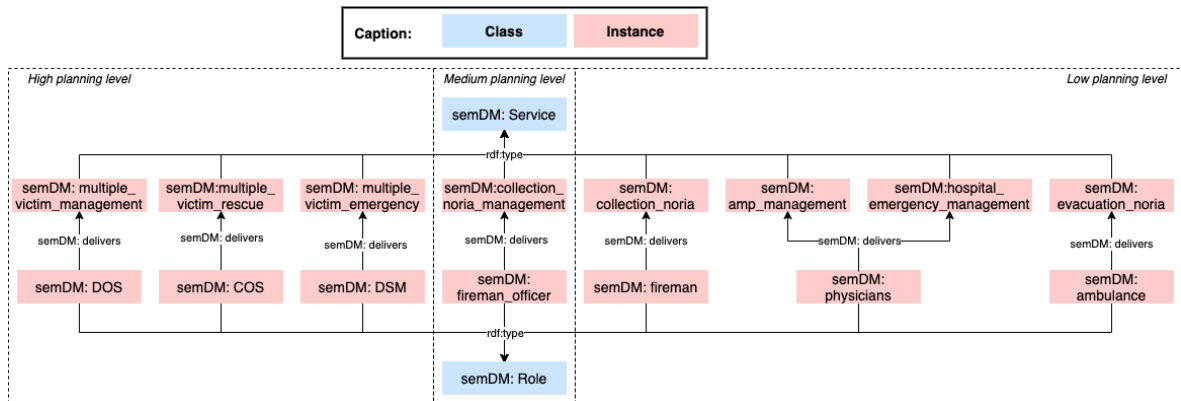 Caption:
Class
Instance
High planning level
Medium planning level
Low planning level
semDM: Service
rdf:type
semDM: multiple_
victim_management
semDM:multiple_
victim_rescue
semDM: multiple_
victim_emergency
semDM:collection_
noria_management
semDM:
collection_noria
semDM:
amp_management
semDM:hospital_
emergency_management
semDM:
evacuation_noria
semDM: delivers
semDM: delivers
semDM: delivers
semDM: delivers
semDM: delivers
semDM: delivers
semDM: delivers
semDM: DOS
semDM: COS
semDM: DSM
semDM:
fireman_officer
semDM: fireman
semDM:
physicians
semDM:
ambulance
rdf:type
semDM: Role